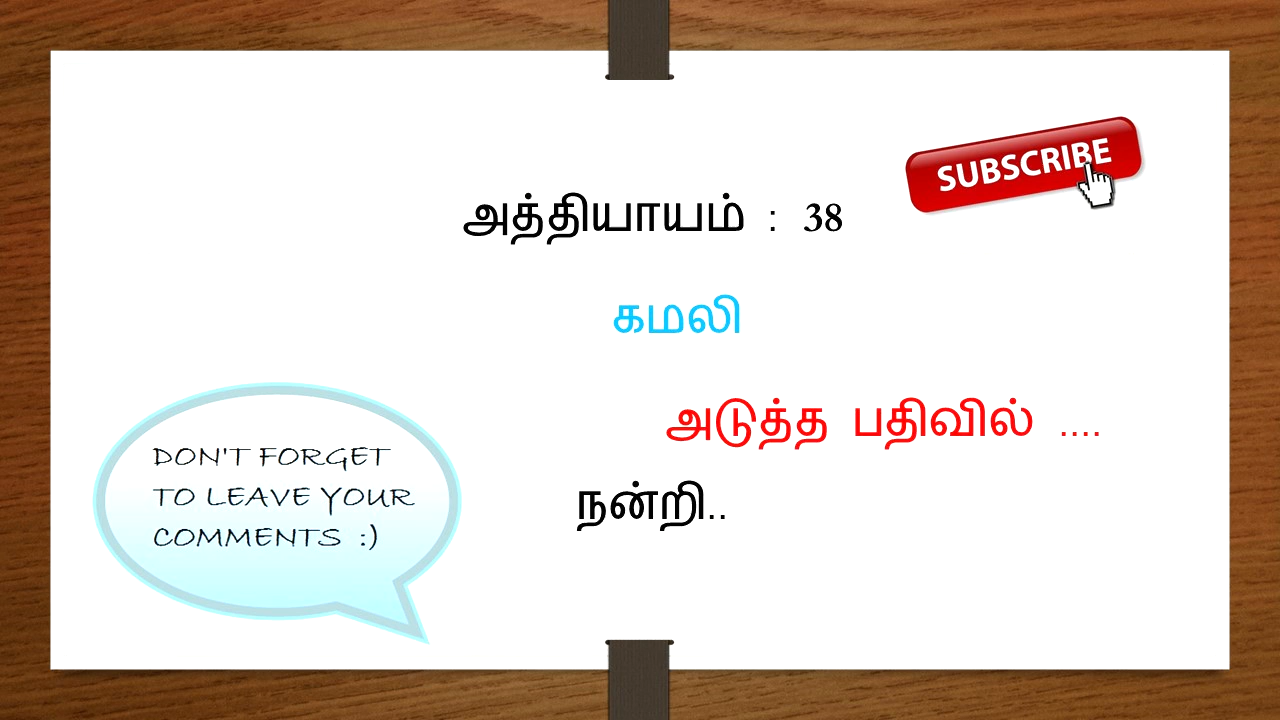 SUBSCRIBE
அத்தியாயம் : 38
கமலி
அடுத்த பதிவில் ....
நன்றி..
DON'T FORGET
TO LEAVE YOUR
COMMENTS :)